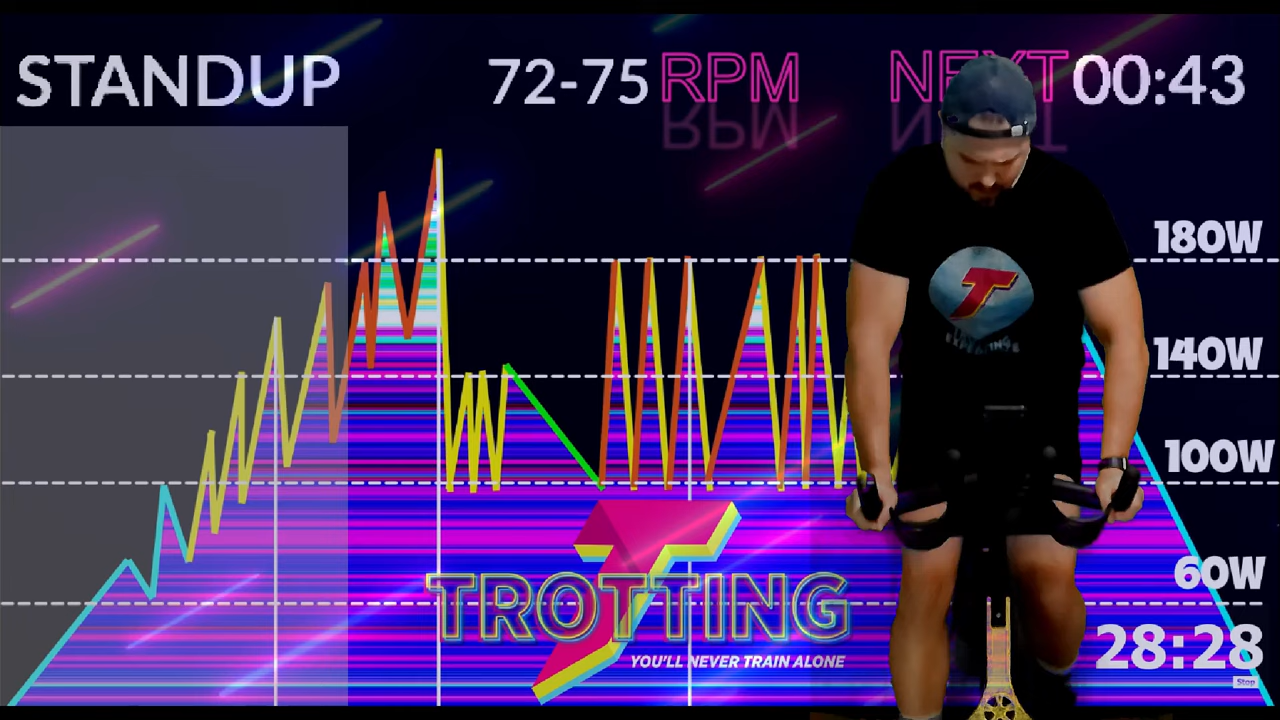 STANDUP
72-75 RPM
NEXT 00:43
180W
140W
100W
60W
T
TROTTING
YOU'LL NEVER TRAIN ALONE
28:28
Stop
T